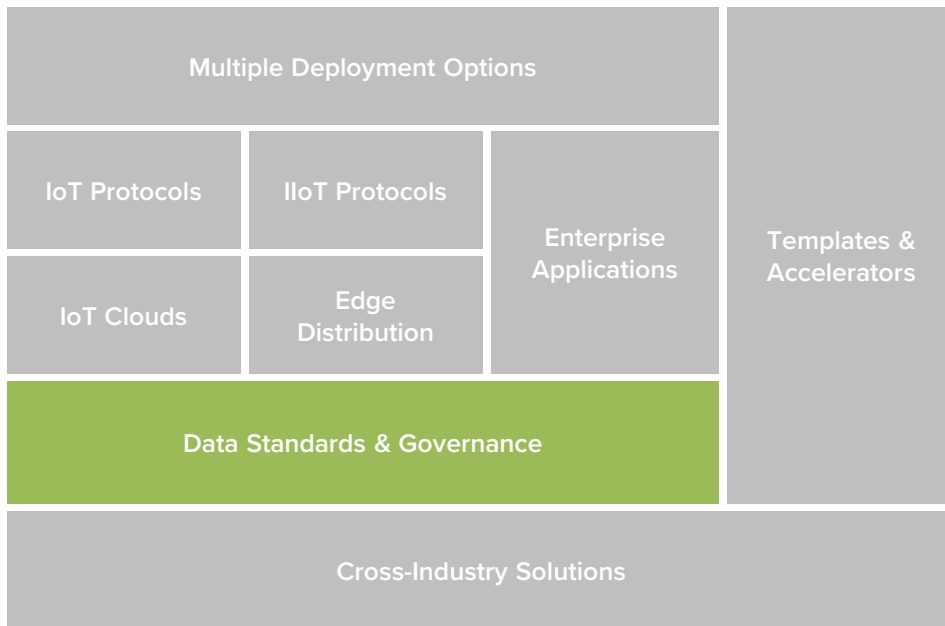 Multiple Deployment Options
IoT Protocols
IIoT Protocols
Enterprise
Applications
Templates &
Accelerators
IoT Clouds
Edge
Distribution
Data Standards & Governance
Cross-Industry Solutions